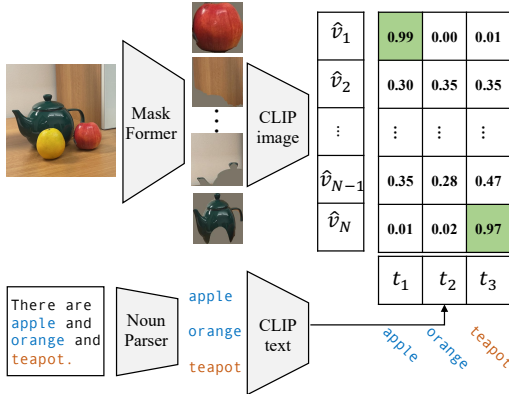 Mask
Former
CLIP
image
v̂₁ 0.99 0.00 0.01
v̂₂ 0.30 0.35 0.35
⋮ ⋮ ⋮ ⋮
v̂_{N−1} 0.35 0.28 0.47
v̂_N 0.01 0.02 0.97
t₁ t₂ t₃
apple orange teapot
There are
apple and
orange and
teapot.
Noun
Parser
apple
orange
teapot
CLIP
text